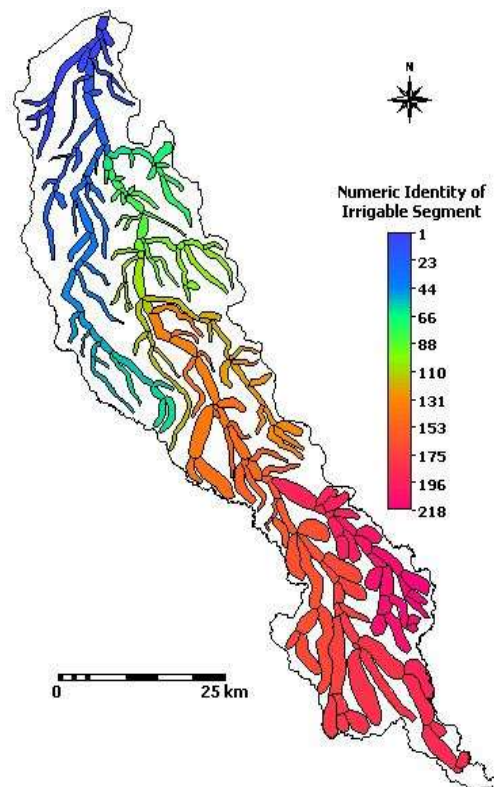 N
Numeric Identity of
Irrigable Segment
1
23
44
66
88
110
131
153
175
196
218
0 25 km